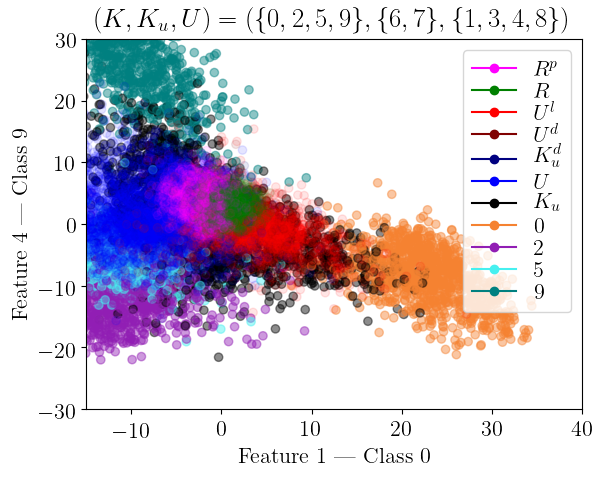 (K, K_u, U) = ({0, 2, 5, 9}, {6, 7}, {1, 3, 4, 8})
30
20
10
0
−10
−20
−30
Feature 4 — Class 9
R^p
R
U^l
U^d
K_u^d
U
K_u
0
2
5
9
−10
0
10
20
30
40
Feature 1 — Class 0